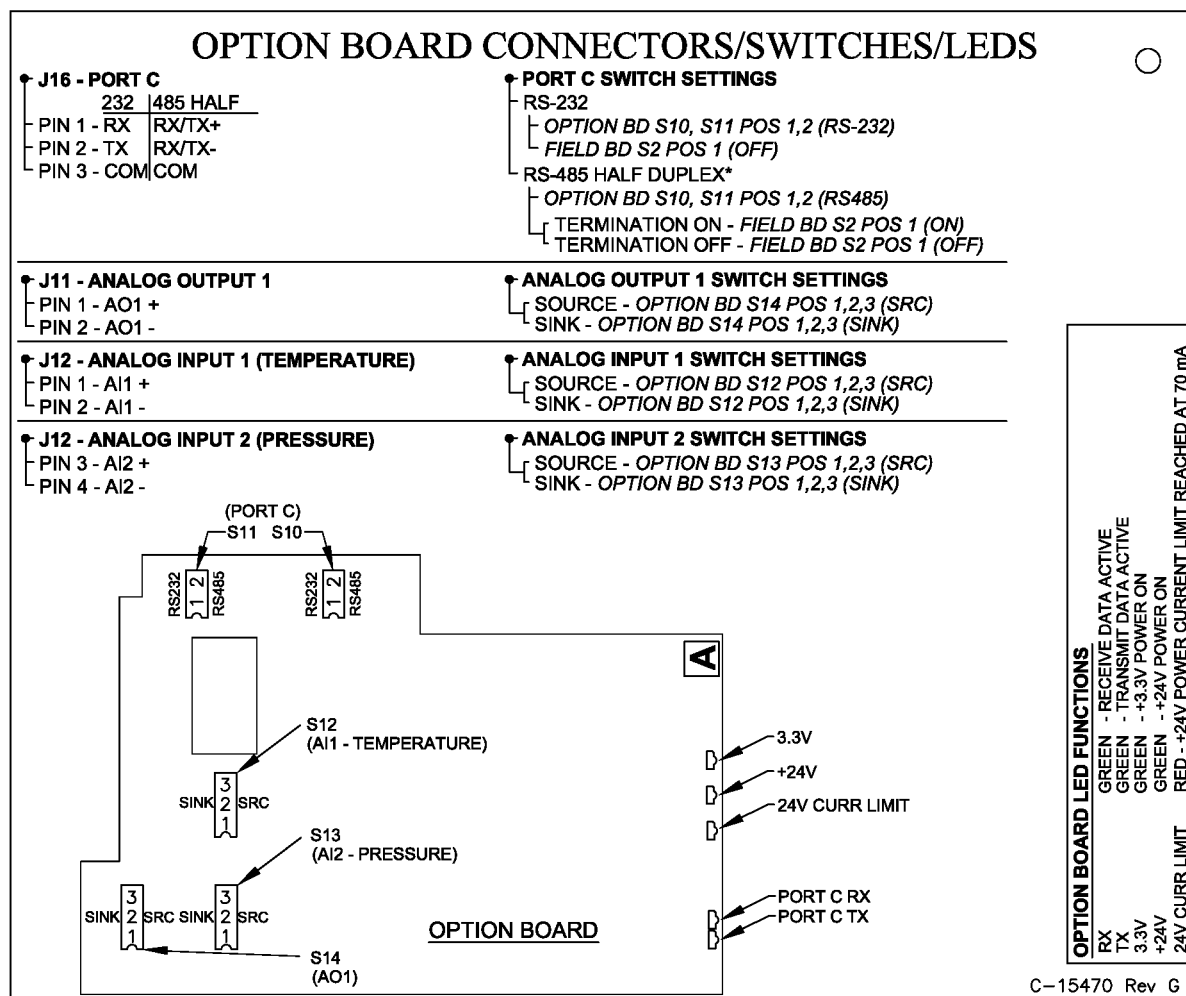 OPTION BOARD CONNECTORS/SWITCHES/LEDS
J16 - PORT C
232 485 HALF
PIN 1 - RX RX/TX+
PIN 2 - TX RX/TX-
PIN 3 - COM COM
PORT C SWITCH SETTINGS
RS-232
OPTION BD S10, S11 POS 1,2 (RS-232)
FIELD BD S2 POS 1 (OFF)
RS-485 HALF DUPLEX*
OPTION BD S10, S11 POS 1,2 (RS485)
TERMINATION ON - FIELD BD S2 POS 1 (ON)
TERMINATION OFF - FIELD BD S2 POS 1 (OFF)
J11 - ANALOG OUTPUT 1
PIN 1 - AO1 +
PIN 2 - AO1 -
ANALOG OUTPUT 1 SWITCH SETTINGS
SOURCE - OPTION BD S14 POS 1,2,3 (SRC)
SINK - OPTION BD S14 POS 1,2,3 (SINK)
J12 - ANALOG INPUT 1 (TEMPERATURE)
PIN 1 - AI1 +
PIN 2 - AI1 -
ANALOG INPUT 1 SWITCH SETTINGS
SOURCE - OPTION BD S12 POS 1,2,3 (SRC)
SINK - OPTION BD S12 POS 1,2,3 (SINK)
J12 - ANALOG INPUT 2 (PRESSURE)
PIN 3 - AI2 +
PIN 4 - AI2 -
ANALOG INPUT 2 SWITCH SETTINGS
SOURCE - OPTION BD S13 POS 1,2,3 (SRC)
SINK - OPTION BD S13 POS 1,2,3 (SINK)
(PORT C)
S11 S10
RS232 1 2 RS485
RS232 1 2 RS485
A
S12
(AI1 - TEMPERATURE)
3
SINK 2 SRC
1
S13
(AI2 - PRESSURE)
3 3
SINK 2 SRC SINK 2 SRC
1 1
S14
(AO1)
OPTION BOARD
3.3V
+24V
24V CURR LIMIT
PORT C RX
PORT C TX
OPTION BOARD LED FUNCTIONS
RX GREEN - RECEIVE DATA ACTIVE
TX GREEN - TRANSMIT DATA ACTIVE
3.3V GREEN - +3.3V POWER ON
+24V GREEN - +24V POWER ON
24V CURR LIMIT RED - +24V POWER CURRENT LIMIT REACHED AT 70 mA
C-15470 Rev G